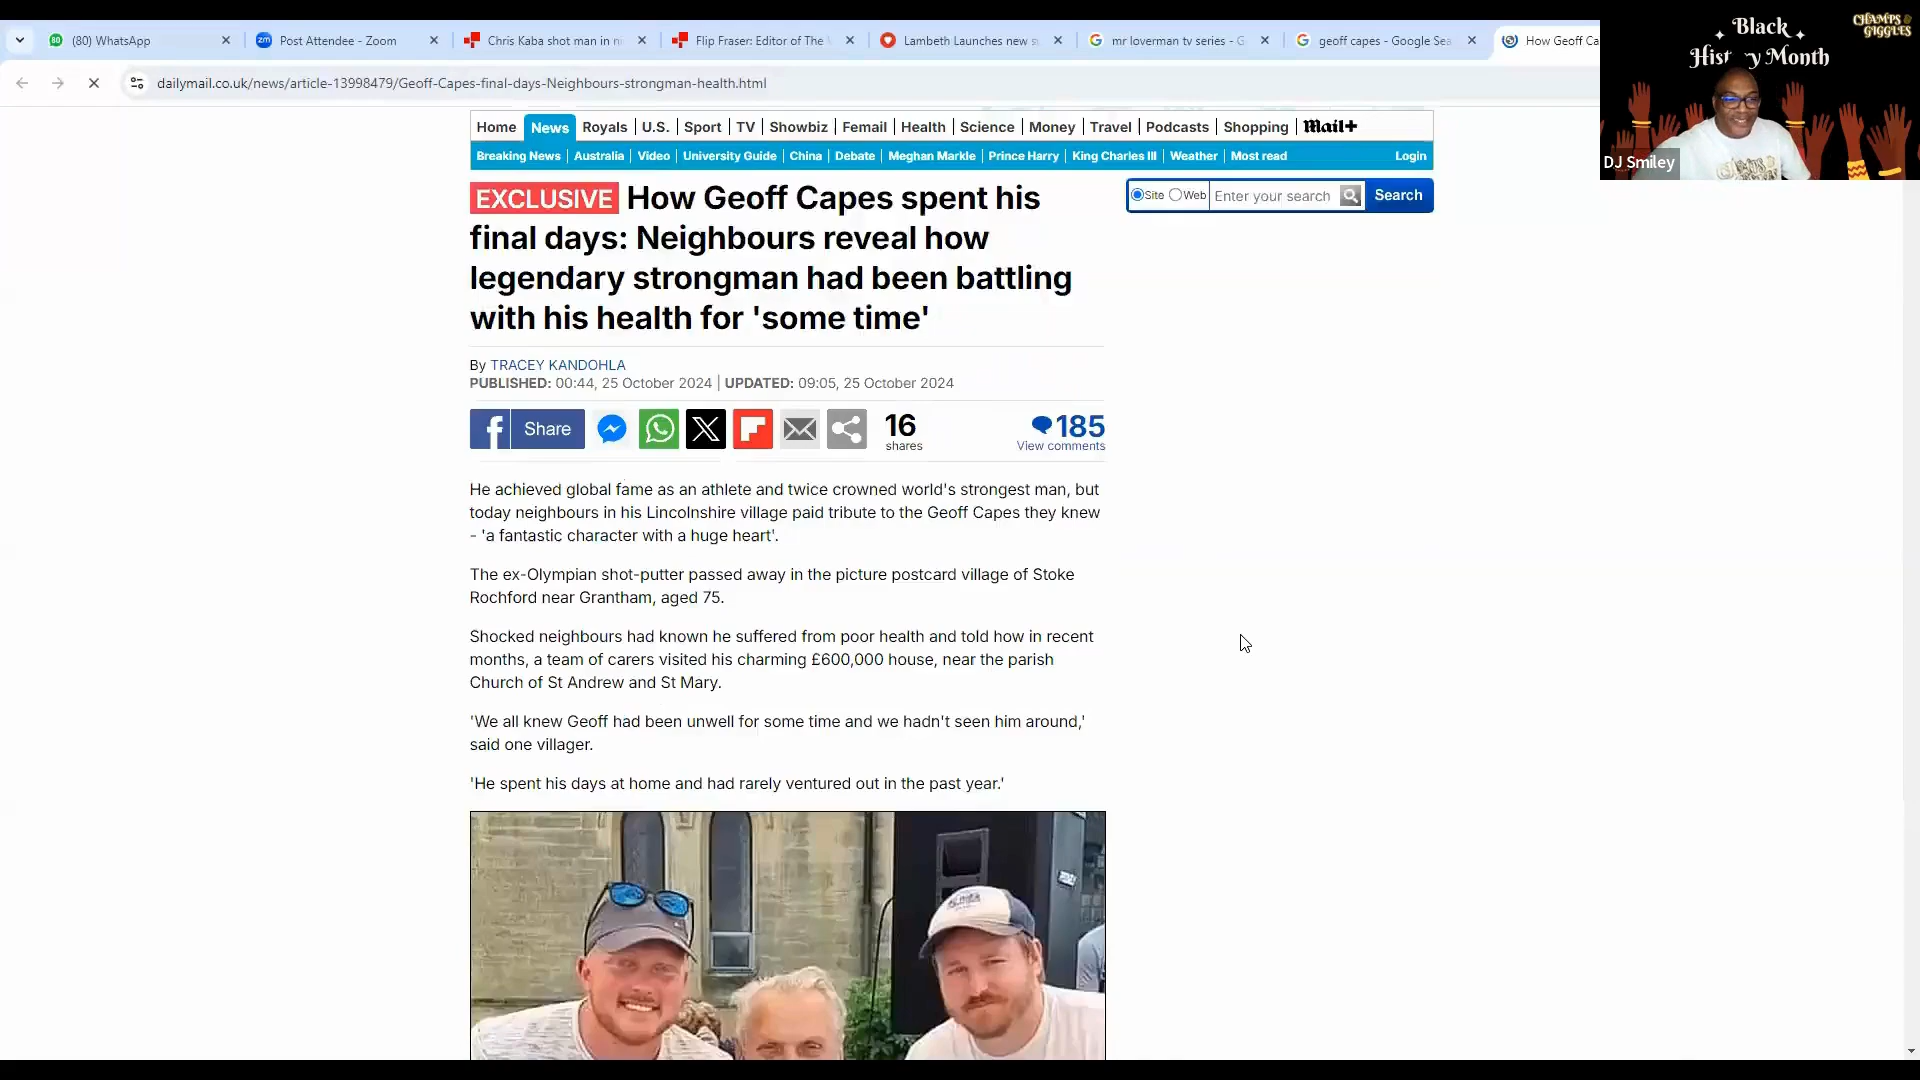 (80) WhatsApp
Post Attendee - Zoom
Chris Kaba shot man in n
Flip Fraser: Editor of The
Lambeth Launches new s
mr loverman tv series - G
geoff capes - Google Sea
How Geoff Ca
dailymail.co.uk/news/article-13998479/Geoff-Capes-final-days-Neighbours-strongman-health.html
Black
History Month
CHAMPS
GIGGLES
DJ Smiley
Home News Royals U.S. Sport TV Showbiz Femail Health Science Money Travel Podcasts Shopping Mail+
Breaking News Australia Video University Guide China Debate Meghan Markle Prince Harry King Charles III Weather Most read Login
Site Web Enter your search Search
EXCLUSIVE How Geoff Capes spent his
final days: Neighbours reveal how
legendary strongman had been battling
with his health for 'some time'
By TRACEY KANDOHLA
PUBLISHED: 00:44, 25 October 2024 | UPDATED: 09:05, 25 October 2024
Share
16
shares
185
View comments
He achieved global fame as an athlete and twice crowned world's strongest man, but
today neighbours in his Lincolnshire village paid tribute to the Geoff Capes they knew
- 'a fantastic character with a huge heart'.
The ex-Olympian shot-putter passed away in the picture postcard village of Stoke
Rochford near Grantham, aged 75.
Shocked neighbours had known he suffered from poor health and told how in recent
months, a team of carers visited his charming £600,000 house, near the parish
Church of St Andrew and St Mary.
'We all knew Geoff had been unwell for some time and we hadn't seen him around,'
said one villager.
'He spent his days at home and had rarely ventured out in the past year.'